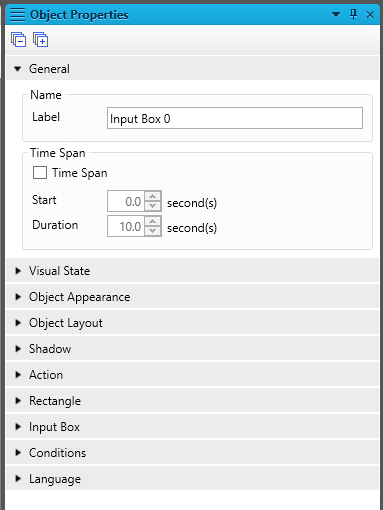 Object Properties
General
Name
Label Input Box 0
Time Span
Time Span
Start 0.0 second(s)
Duration 10.0 second(s)
Visual State
Object Appearance
Object Layout
Shadow
Action
Rectangle
Input Box
Conditions
Language